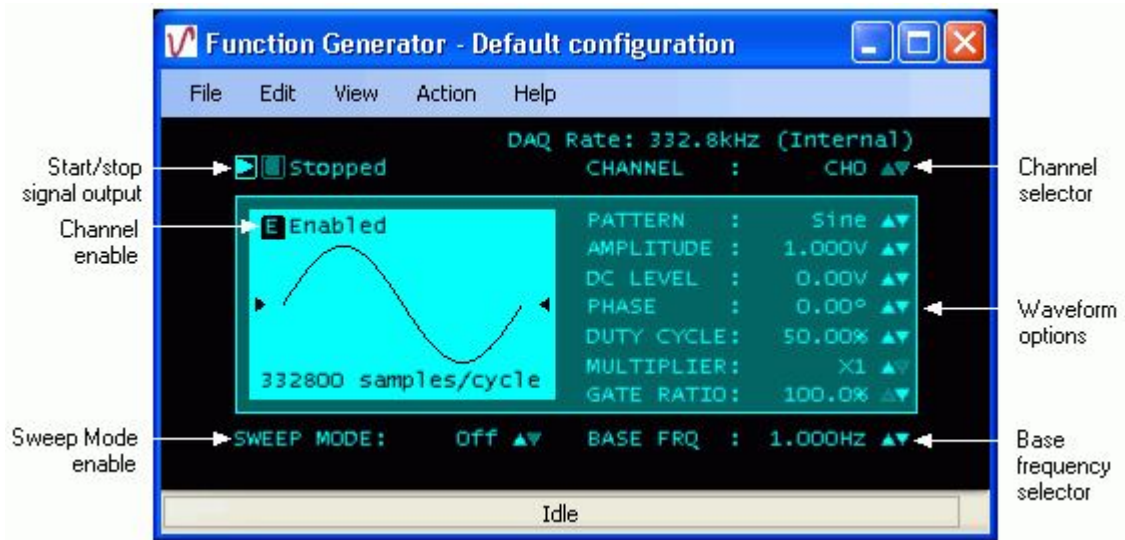 Function Generator - Default configuration
File Edit View Action Help
DAQ Rate: 332.8kHz (Internal)
Start/stop
signal output
Stopped
CHANNEL : CH0
Channel
selector
Channel
enable
E Enabled
332800 samples/cycle
PATTERN : Sine
AMPLITUDE : 1.000V
DC LEVEL : 0.00V
PHASE : 0.00°
DUTY CYCLE: 50.00%
MULTIPLIER: X1
GATE RATIO: 100.0%
Waveform
options
Sweep Mode
enable
SWEEP MODE: Off
BASE FRQ : 1.000Hz
Base
frequency
selector
Idle